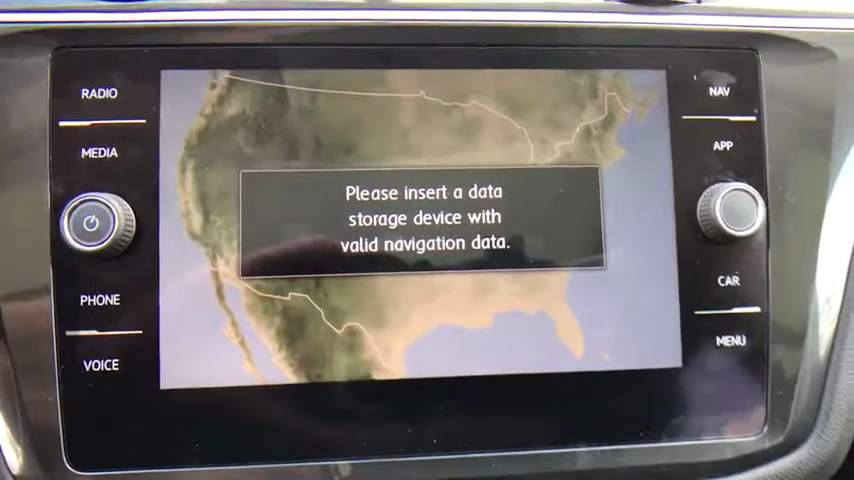 RADIO
MEDIA
PHONE
VOICE
Please insert a data
storage device with
valid navigation data.
NAV
APP
CAR
MENU